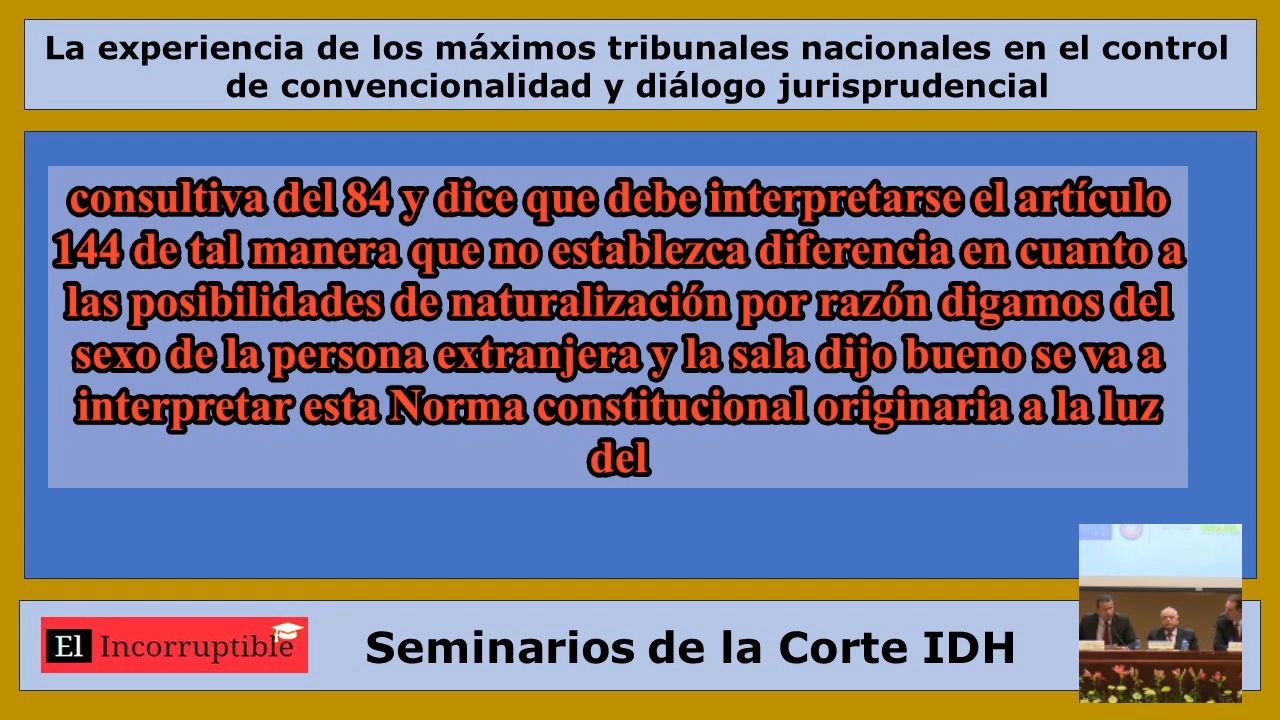 La experiencia de los máximos tribunales nacionales en el control
de convencionalidad y diálogo jurisprudencial
consultiva del 84 y dice que debe interpretarse el artículo
144 de tal manera que no establezca diferencia en cuanto a
las posibilidades de naturalización por razón digamos del
sexo de la persona extranjera y la sala dijo bueno se va a
interpretar esta Norma constitucional originaria a la luz
del
El Incorruptible
Seminarios de la Corte IDH